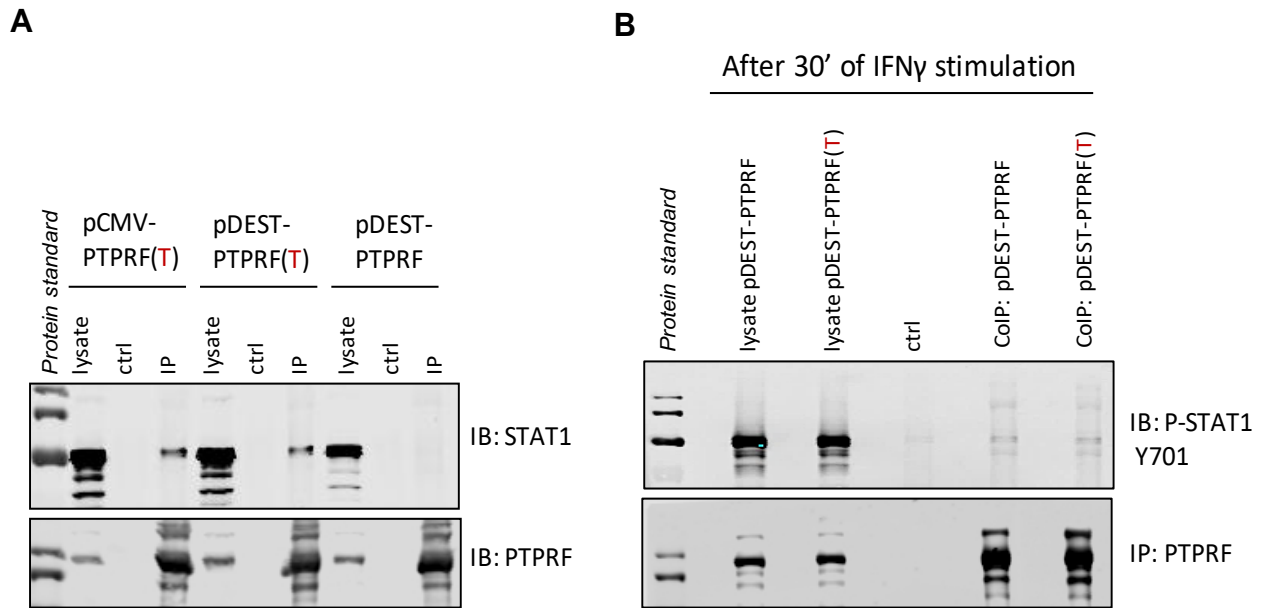 A
pCMV-
PTPRF(T)
pDEST-
PTPRF(T)
pDEST-
PTPRF
Protein standard
lysate
ctrl
IP
lysate
ctrl
IP
lysate
ctrl
IP
IB: STAT1
IB: PTPRF
B
After 30’ of IFNγ stimulation
Protein standard
lysate pDEST-PTPRF
lysate pDEST-PTPRF(T)
ctrl
CoIP: pDEST-PTPRF
CoIP: pDEST-PTPRF(T)
IB: P-STAT1
Y701
IP: PTPRF